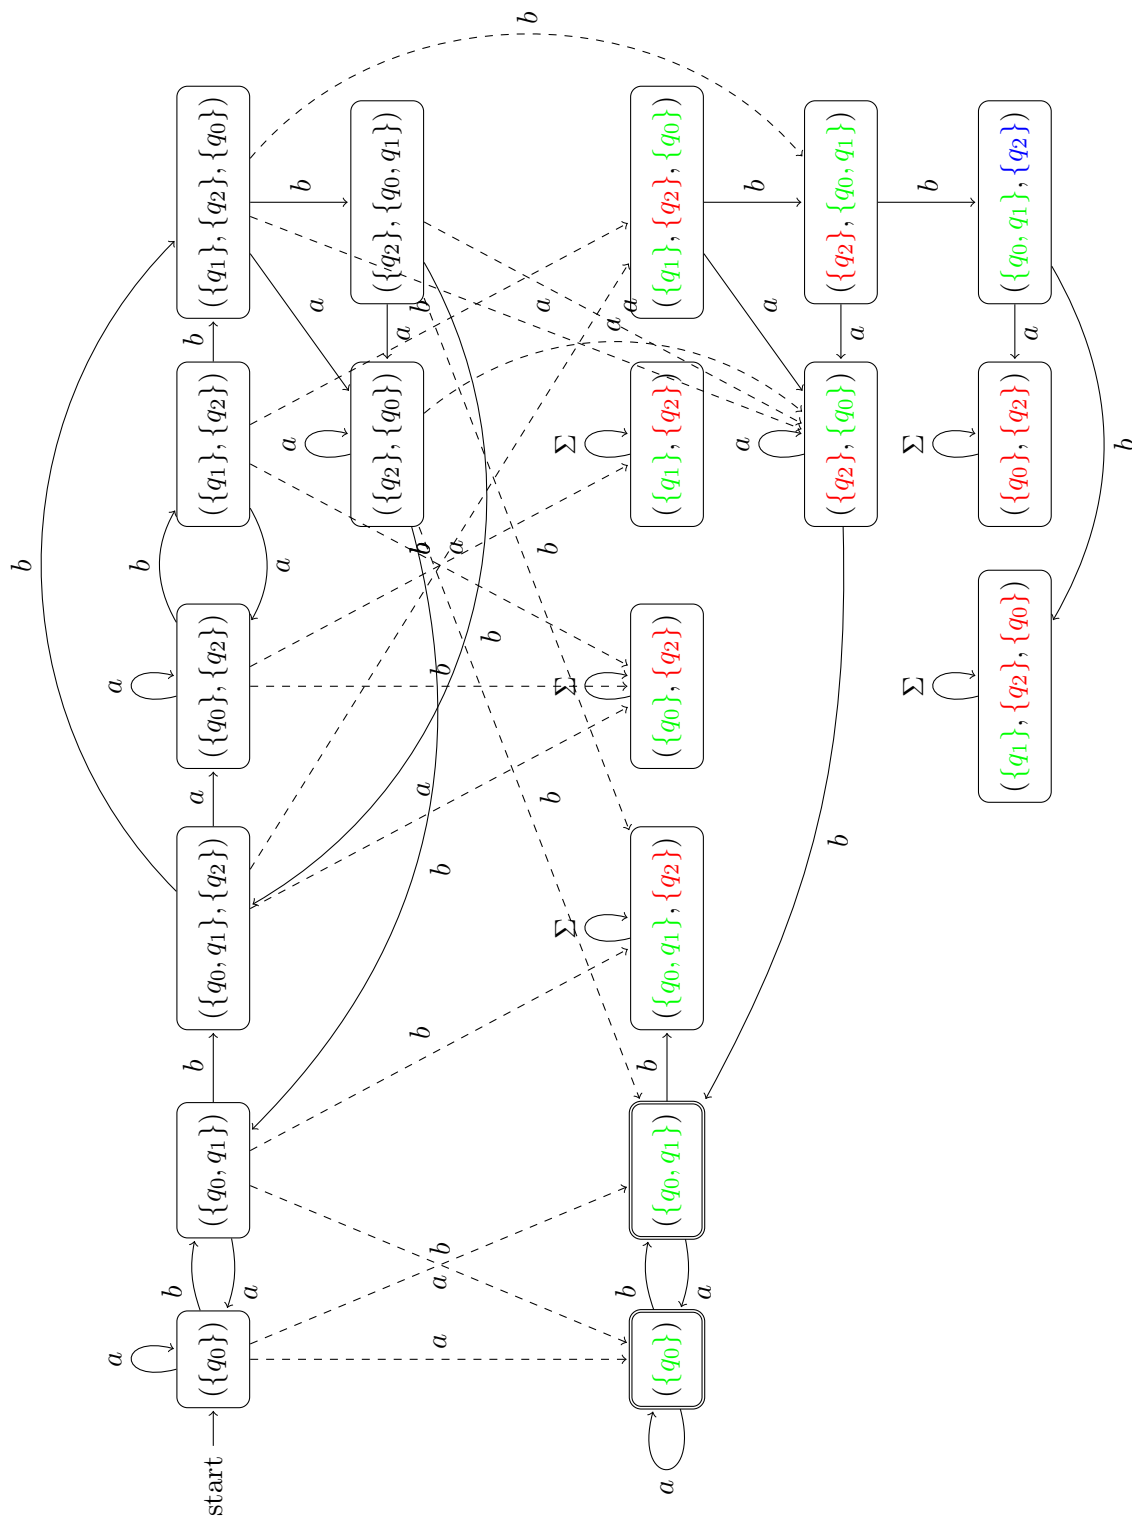 start
({q₀})
({q₀, q₁})
({q₀, q₁}, {q₂})
({q₀}, {q₂})
({q₁}, {q₂})
({q₁}, {q₂}, {q₀})
({q₂}, {q₀})
({q₂}, {q₀, q₁})
({q₀})
({q₀, q₁})
({q₀, q₁}, {q₂})
({q₀}, {q₂})
({q₁}, {q₂})
({q₁}, {q₂}, {q₀})
({q₂}, {q₀})
({q₂}, {q₀, q₁})
({q₁}, {q₂}, {q₀})
({q₀}, {q₂})
({q₀, q₁}, {q₂})
a
b
a
b
a
a
b
a
b
b
b
a
b
a
a
b
b
a
a
b
b
a
b
a
b
b
b
a
b
b
a
a
a
b
a
b
a
b
Σ
Σ
Σ
a
b
a
a
b
b
Σ
Σ
a
b